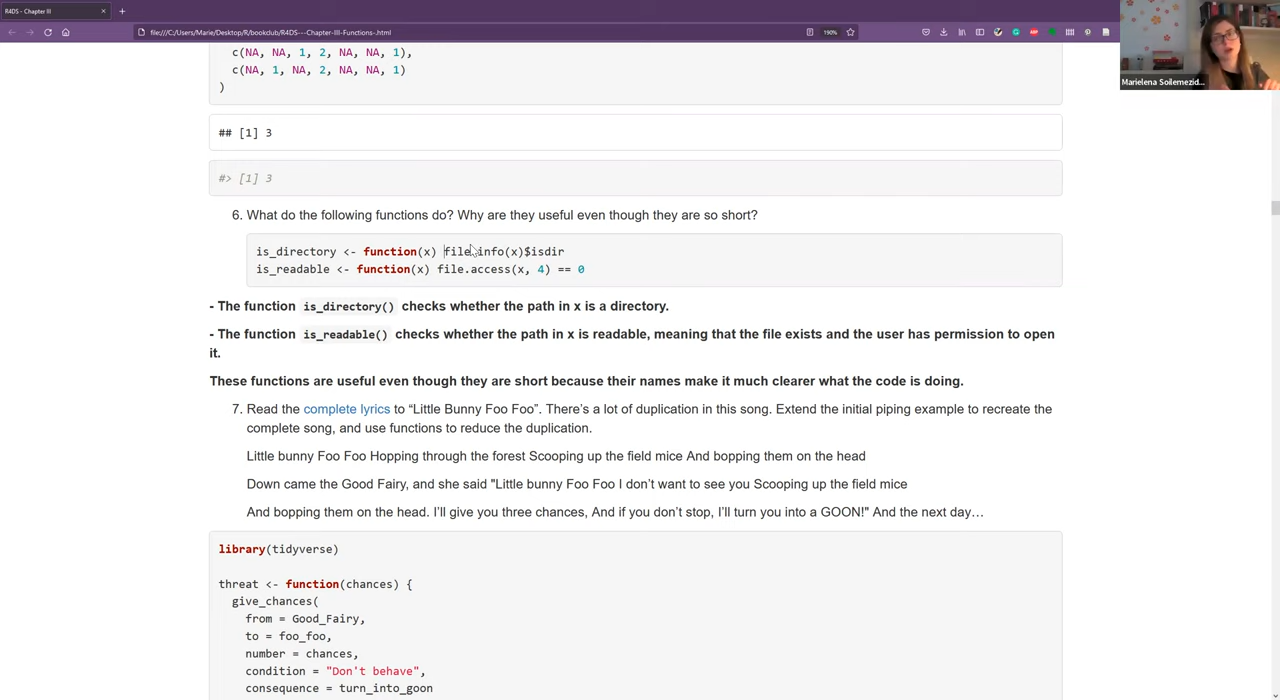 R4DS - Chapter III
file:///C:/Users/Marie/Desktop/R/bookclub/R4DS---Chapter-III-Functions-.html
190%
Marielena Soilemezid...
c(NA, NA, 1, 2, NA, NA, 1),
c(NA, 1, NA, 2, NA, NA, 1)
)
## [1] 3
#> [1] 3
6. What do the following functions do? Why are they useful even though they are so short?
is_directory <- function(x) file.info(x)$isdir
is_readable <- function(x) file.access(x, 4) == 0
- The function is_directory() checks whether the path in x is a directory.
- The function is_readable() checks whether the path in x is readable, meaning that the file exists and the user has permission to open
it.
These functions are useful even though they are short because their names make it much clearer what the code is doing.
7. Read the complete lyrics to “Little Bunny Foo Foo”. There’s a lot of duplication in this song. Extend the initial piping example to recreate the
complete song, and use functions to reduce the duplication.
Little bunny Foo Foo Hopping through the forest Scooping up the field mice And bopping them on the head
Down came the Good Fairy, and she said "Little bunny Foo Foo I don’t want to see you Scooping up the field mice
And bopping them on the head. I’ll give you three chances, And if you don’t stop, I’ll turn you into a GOON!" And the next day…
library(tidyverse)
threat <- function(chances) {
give_chances(
from = Good_Fairy,
to = foo_foo,
number = chances,
condition = "Don't behave",
consequence = turn_into_goon